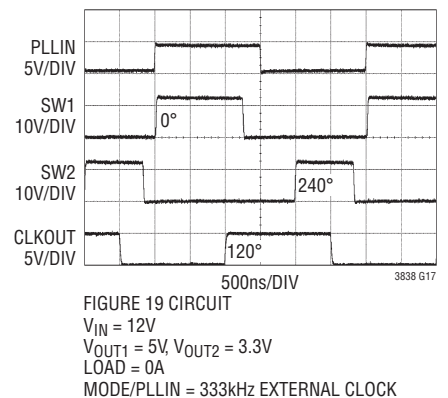 PLLIN
5V/DIV
SW1
10V/DIV
0°
SW2
10V/DIV
240°
CLKOUT
5V/DIV
120°
500ns/DIV
3838 G17
FIGURE 19 CIRCUIT
VIN = 12V
VOUT1 = 5V, VOUT2 = 3.3V
LOAD = 0A
MODE/PLLIN = 333kHz EXTERNAL CLOCK